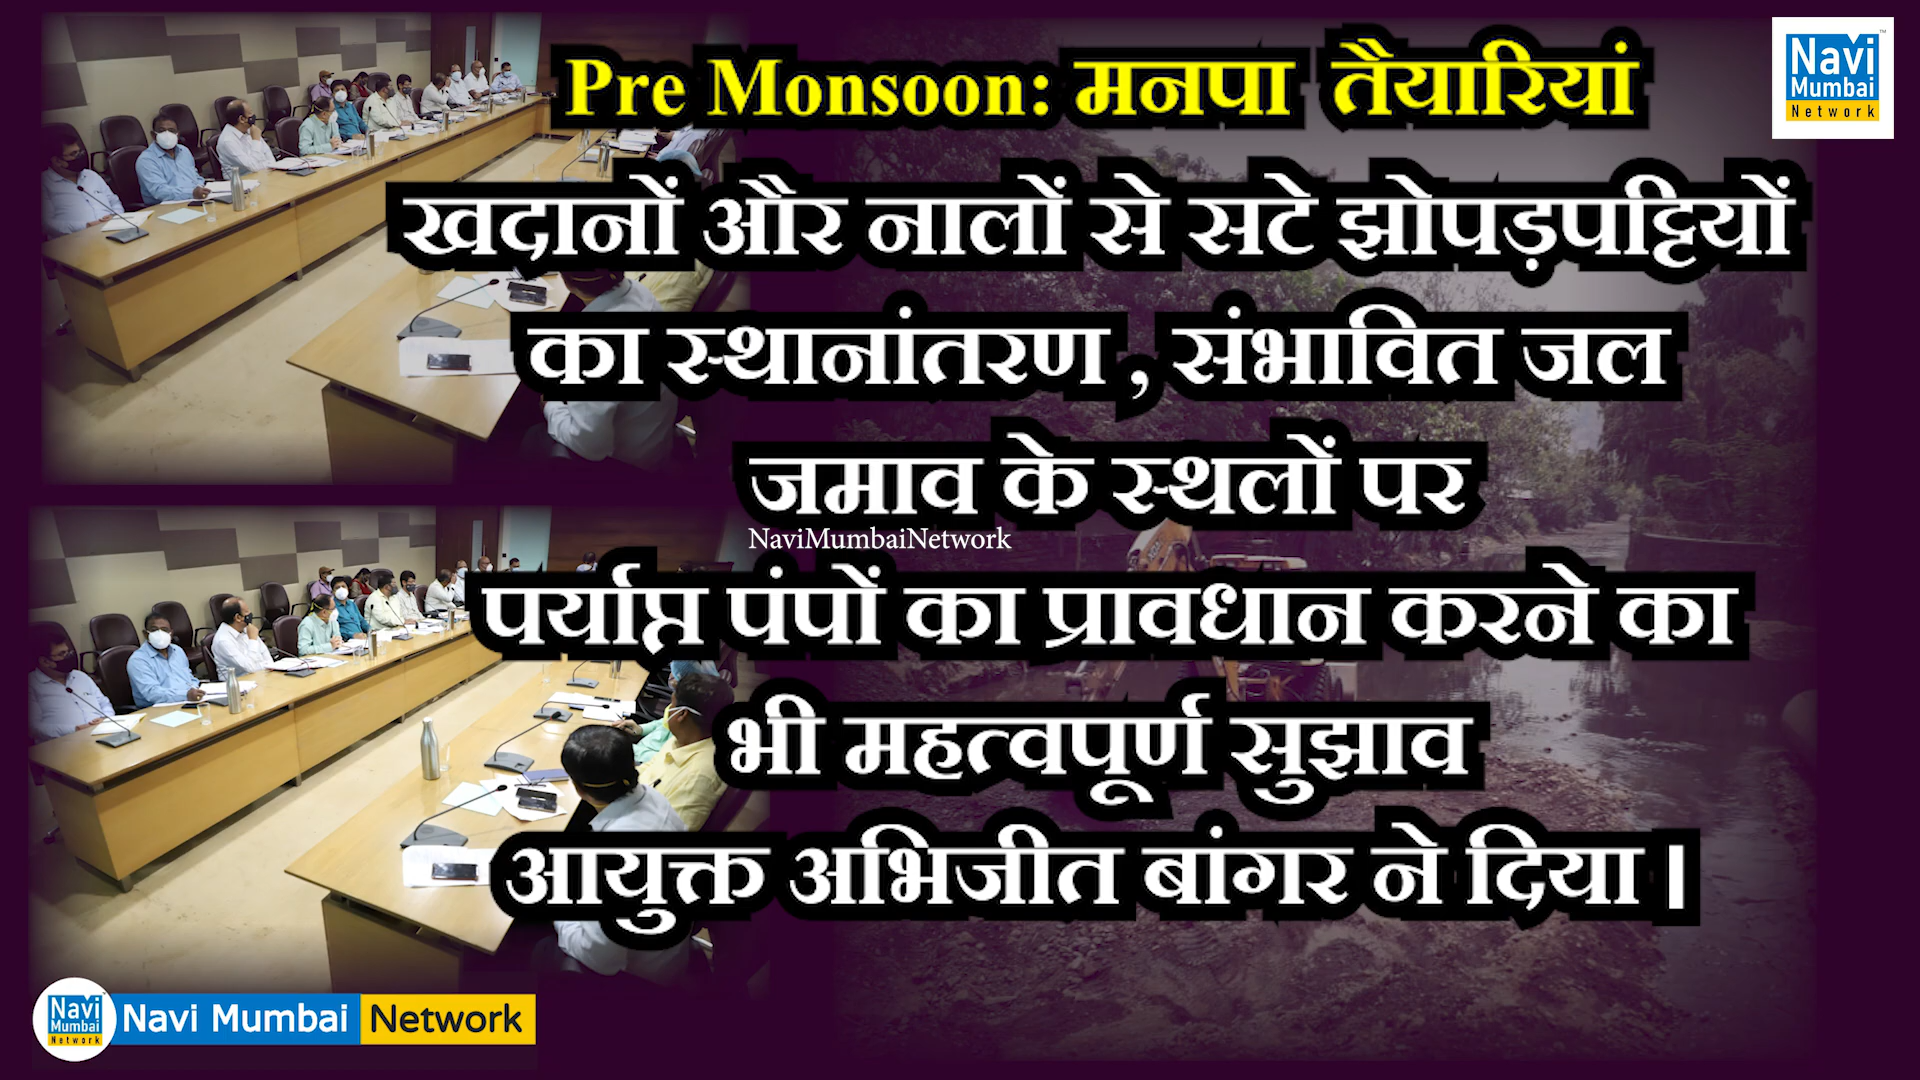 Pre Monsoon: मनपा तैयारियां
Navi
Mumbai
Network
खदानों और नालों से सटे झोपड़पट्टियों
का स्थानांतरण , संभावित जल
जमाव के स्थलों पर
NaviMumbaiNetwork
पर्याप्त पंपों का प्रावधान करने का
भी महत्वपूर्ण सुझाव
आयुक्त अभिजीत बांगर ने दिया ।
Navi
Mumbai
Network
Navi Mumbai Network